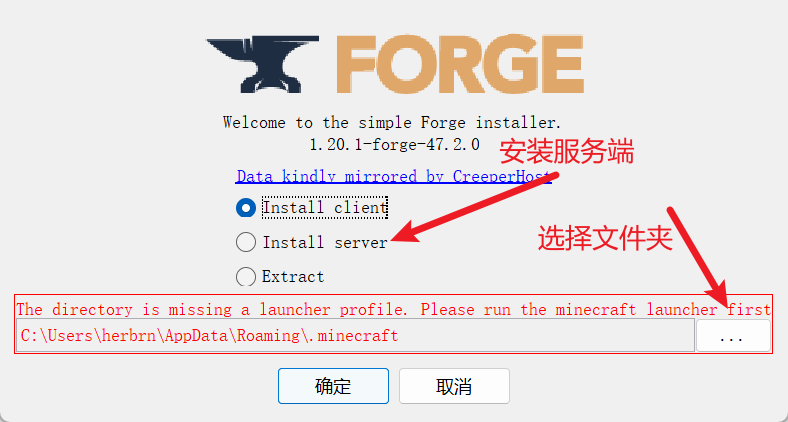 FORGE
Welcome to the simple Forge installer.
1.20.1-forge-47.2.0
安装服务端
Data kindly mirrored by CreeperHost
Install client
Install server
选择文件夹
Extract
The directory is missing a launcher profile. Please run the minecraft launcher first
C:\Users\herbrn\AppData\Roaming\.minecraft
...
确定
取消